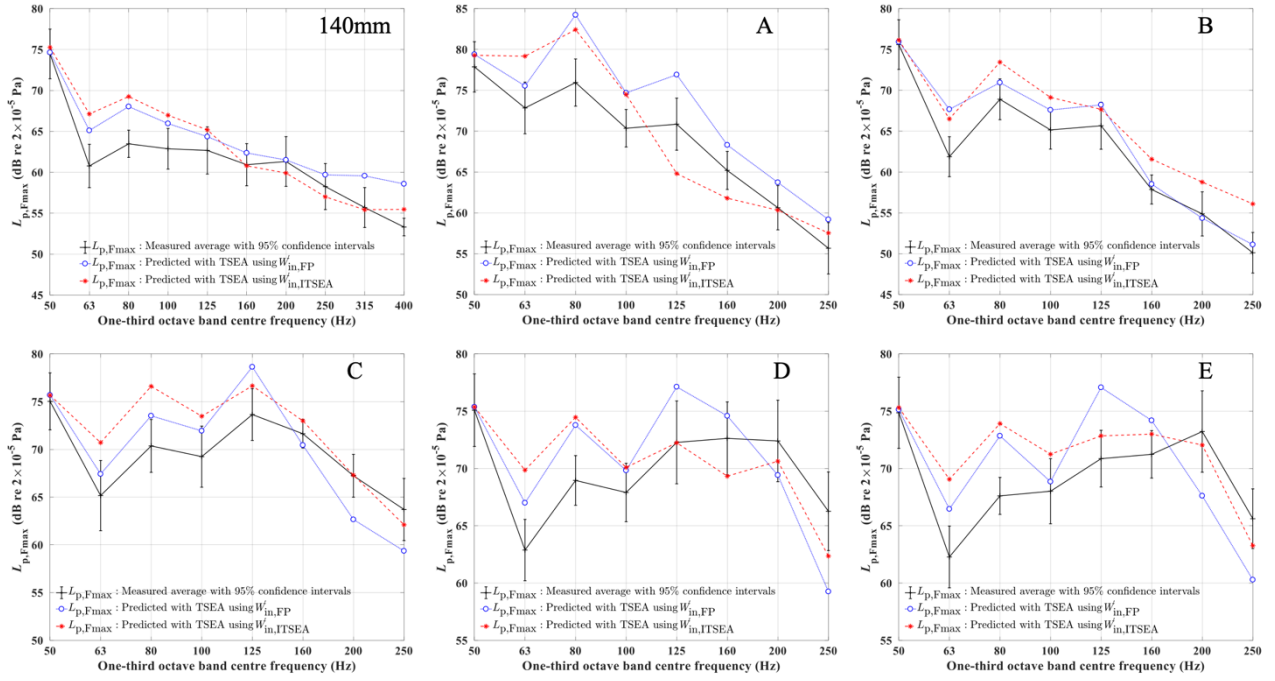 140mm
80
75
70
65
60
55
50
45
L_p,Fmax (dB re 2×10⁻⁵ Pa)
L_p,Fmax : Measured average with 95% confidence intervals
L_p,Fmax : Predicted with TSEA using W^i_in,FP
L_p,Fmax : Predicted with TSEA using W^i_in,ITSEA
50 63 80 100 125 160 200 250 315 400
One-third octave band centre frequency (Hz)
A
85
80
75
70
65
60
55
50
L_p,Fmax (dB re 2×10⁻⁵ Pa)
L_p,Fmax : Measured average with 95% confidence intervals
L_p,Fmax : Predicted with TSEA using W^i_in,FP
L_p,Fmax : Predicted with TSEA using W^i_in,ITSEA
50 63 80 100 125 160 200 250
One-third octave band centre frequency (Hz)
B
80
75
70
65
60
55
50
45
L_p,Fmax (dB re 2×10⁻⁵ Pa)
L_p,Fmax : Measured average with 95% confidence intervals
L_p,Fmax : Predicted with TSEA using W^i_in,FP
L_p,Fmax : Predicted with TSEA using W^i_in,ITSEA
50 63 80 100 125 160 200 250
One-third octave band centre frequency (Hz)
C
80
75
70
65
60
55
50
L_p,Fmax (dB re 2×10⁻⁵ Pa)
L_p,Fmax : Measured average with 95% confidence intervals
L_p,Fmax : Predicted with TSEA using W^i_in,FP
L_p,Fmax : Predicted with TSEA using W^i_in,ITSEA
50 63 80 100 125 160 200 250
One-third octave band centre frequency (Hz)
D
80
75
70
65
60
55
L_p,Fmax (dB re 2×10⁻⁵ Pa)
L_p,Fmax : Measured average with 95% confidence intervals
L_p,Fmax : Predicted with TSEA using W^i_in,FP
L_p,Fmax : Predicted with TSEA using W^i_in,ITSEA
50 63 80 100 125 160 200 250
One-third octave band centre frequency (Hz)
E
80
75
70
65
60
55
L_p,Fmax (dB re 2×10⁻⁵ Pa)
L_p,Fmax : Measured average with 95% confidence intervals
L_p,Fmax : Predicted with TSEA using W^i_in,FP
L_p,Fmax : Predicted with TSEA using W^i_in,ITSEA
50 63 80 100 125 160 200 250
One-third octave band centre frequency (Hz)